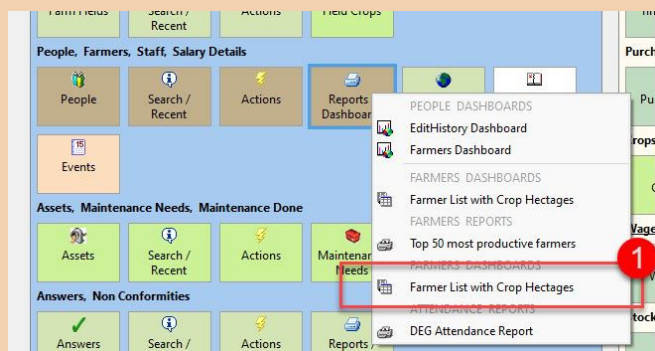 Farm Fields
Search /
Recent
Actions
Field Crops
People, Farmers, Staff, Salary Details
Purch
People
Search /
Recent
Actions
Reports
Dashboar
Pu
PEOPLE DASHBOARDS
EditHistory Dashboard
Farmers Dashboard
rops
Events
FARMERS DASHBOARDS
Farmer List with Crop Hectages
FARMERS REPORTS
Top 50 most productive farmers
FARMERS DASHBOARDS
Farmer List with Crop Hectages
ATTENDANCE REPORTS
DEG Attendance Report
Assets, Maintenance Needs, Maintenance Done
Wage
1
Assets
Search /
Recent
Actions
Maintenan
Needs
Answers, Non Conformities
tock
Answers
Search /
Actions
Reports /